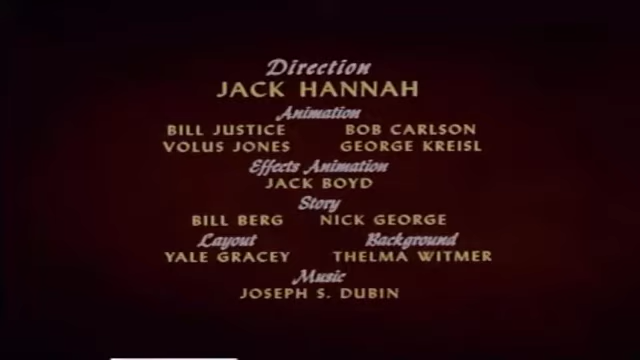 Direction
JACK HANNAH
Animation
BILL JUSTICE BOB CARLSON
VOLUS JONES GEORGE KREISL
Effects Animation
JACK BOYD
Story
BILL BERG NICK GEORGE
Layout Background
YALE GRACEY THELMA WITMER
Music
JOSEPH S. DUBIN